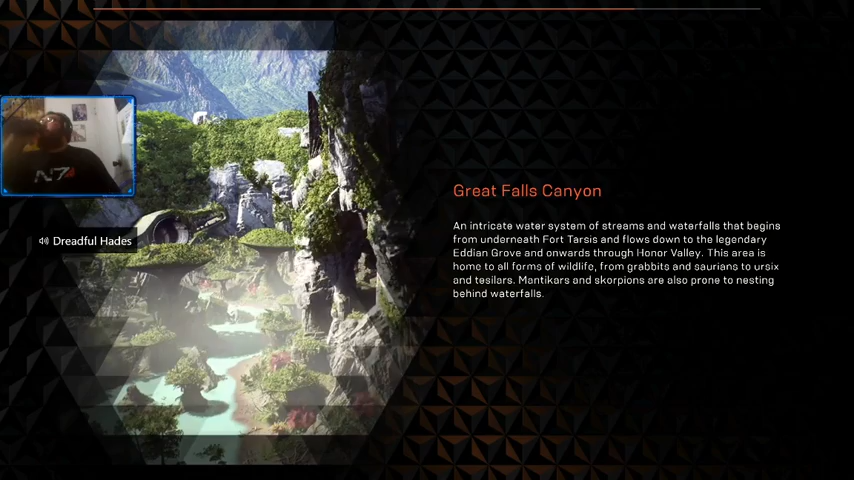 N7
Dreadful Hades
Great Falls Canyon
An intricate water system of streams and waterfalls that begins
from underneath Fort Tarsis and flows down to the legendary
Eddian Grove and onwards through Honor Valley. This area is
home to all forms of wildlife, from grabbits and saurians to ursix
and tesilars. Mantikars and skorpions are also prone to nesting
behind waterfalls.